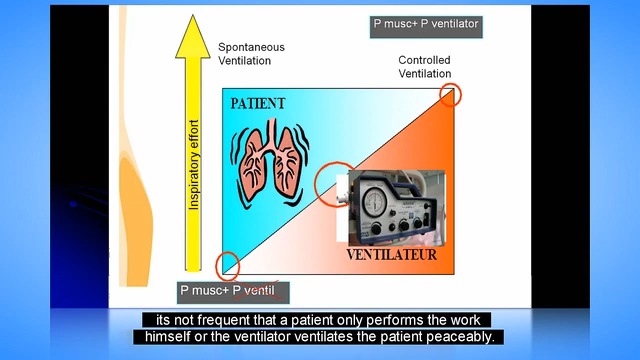 P musc+ P ventilator
Spontaneous
Ventilation
Controlled
Ventilation
PATIENT
Inspiratory effort
VENTILATEUR
P musc+ P ventil
its not frequent that a patient only performs the work
himself or the ventilator ventilates the patient peaceably.